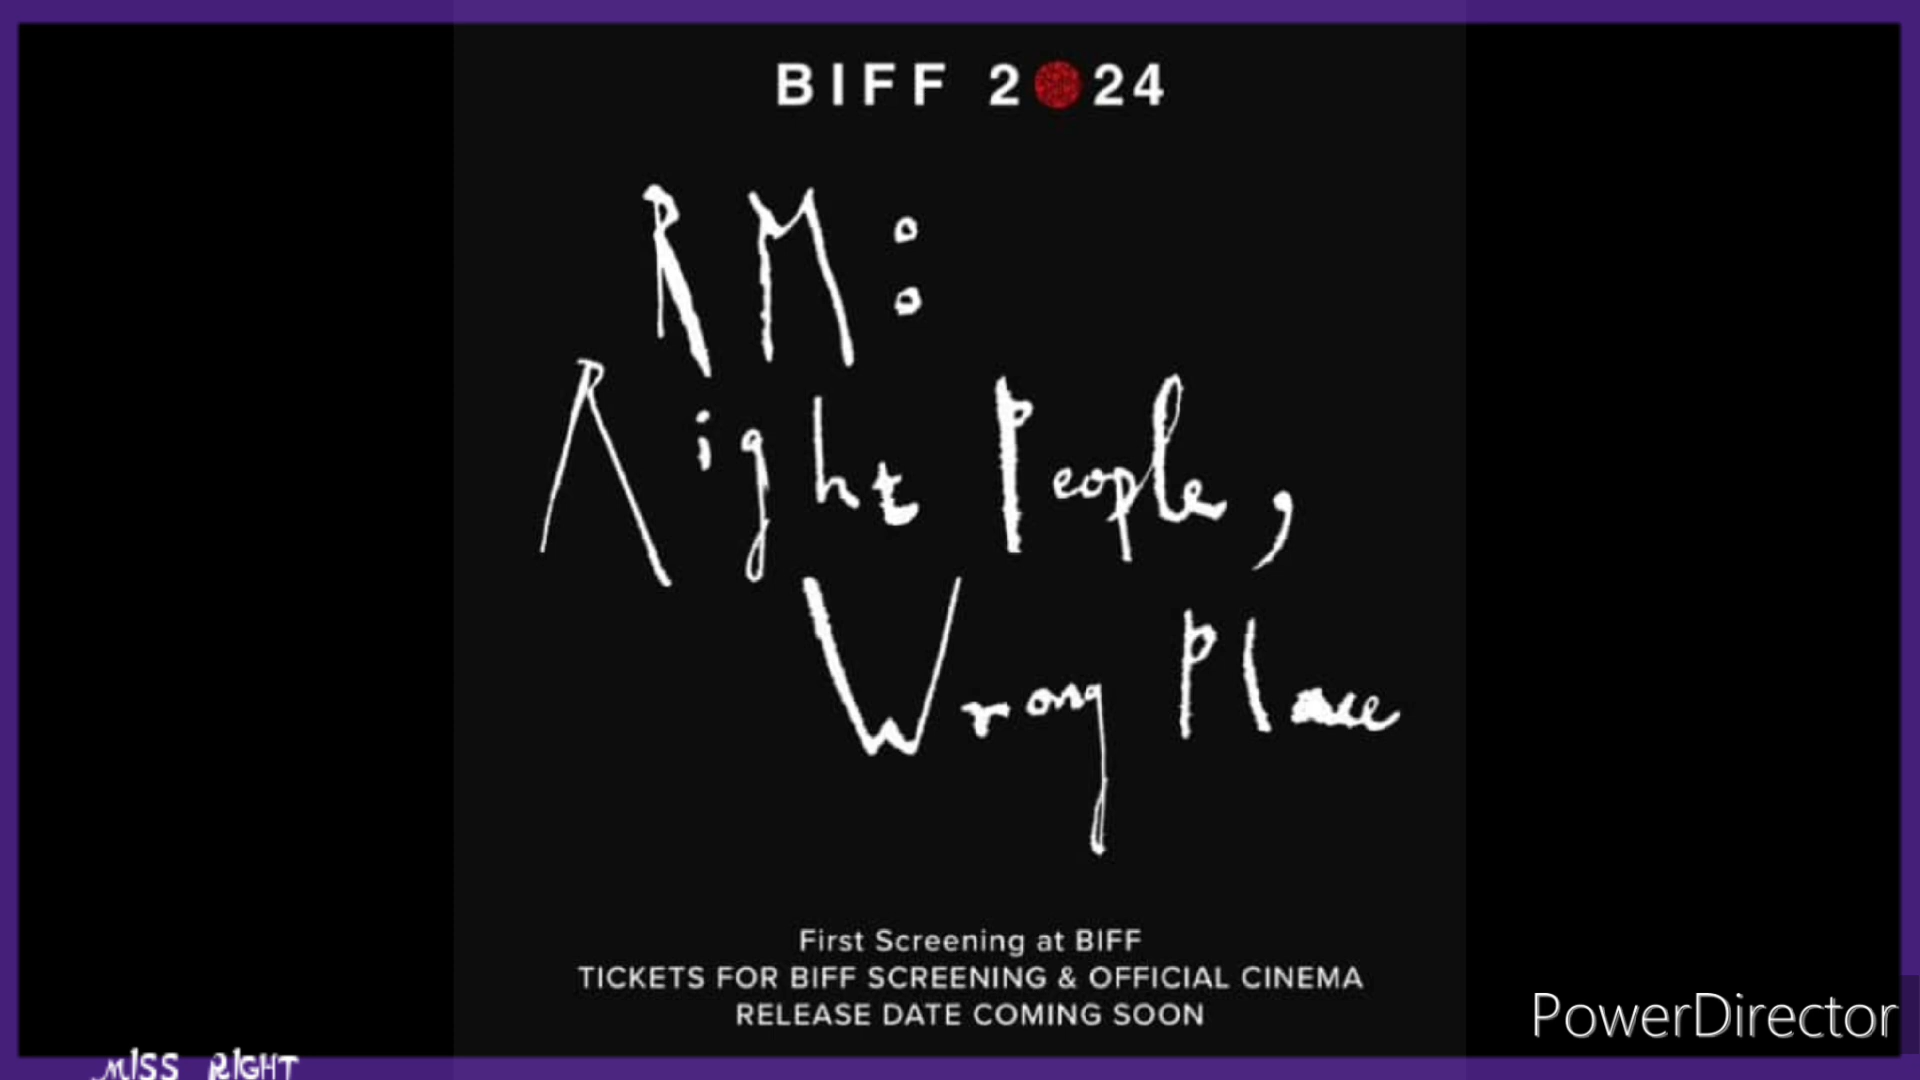 BIFF 2024
RM:
Right People,
Wrong Place
First Screening at BIFF
TICKETS FOR BIFF SCREENING & OFFICIAL CINEMA
RELEASE DATE COMING SOON
PowerDirector
MISS RIGHT